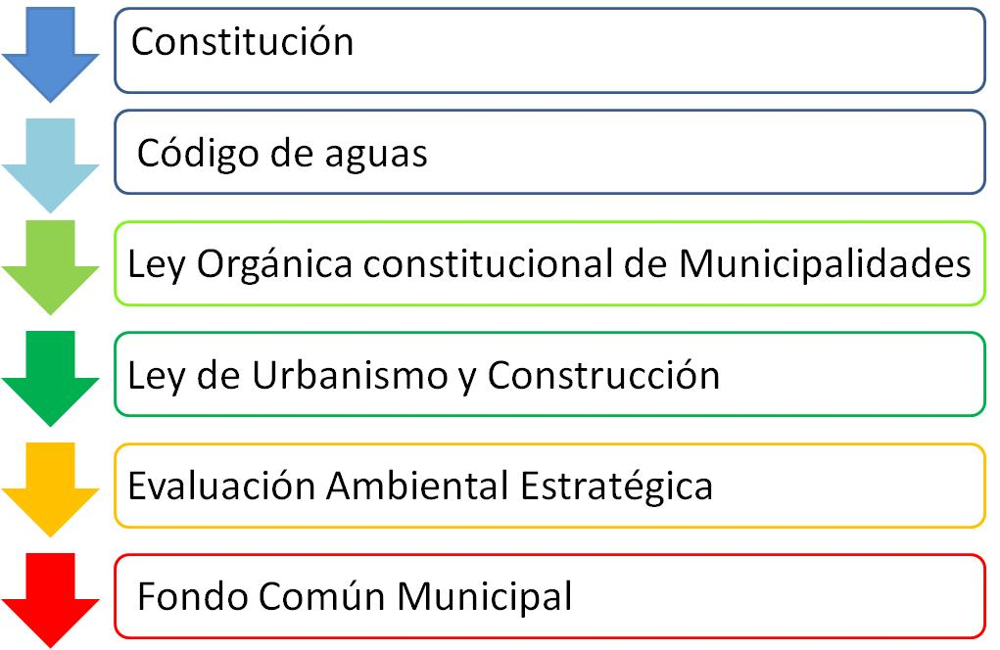 Constitución
Código de aguas
Ley Orgánica constitucional de Municipalidades
Ley de Urbanismo y Construcción
Evaluación Ambiental Estratégica
Fondo Común Municipal